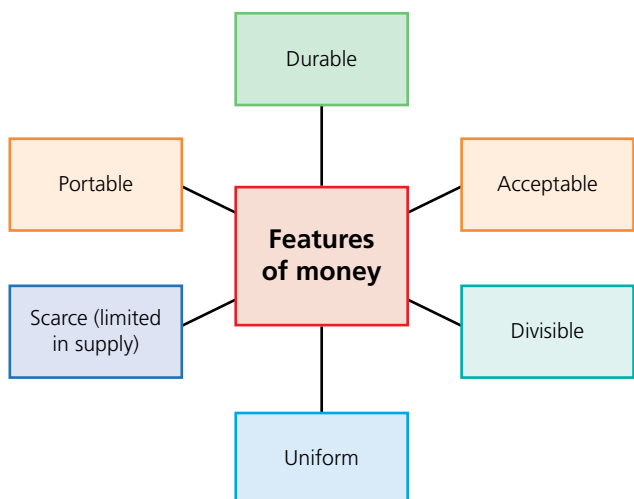 Durable
Portable
Acceptable
Features
of money
Scarce (limited
in supply)
Divisible
Uniform